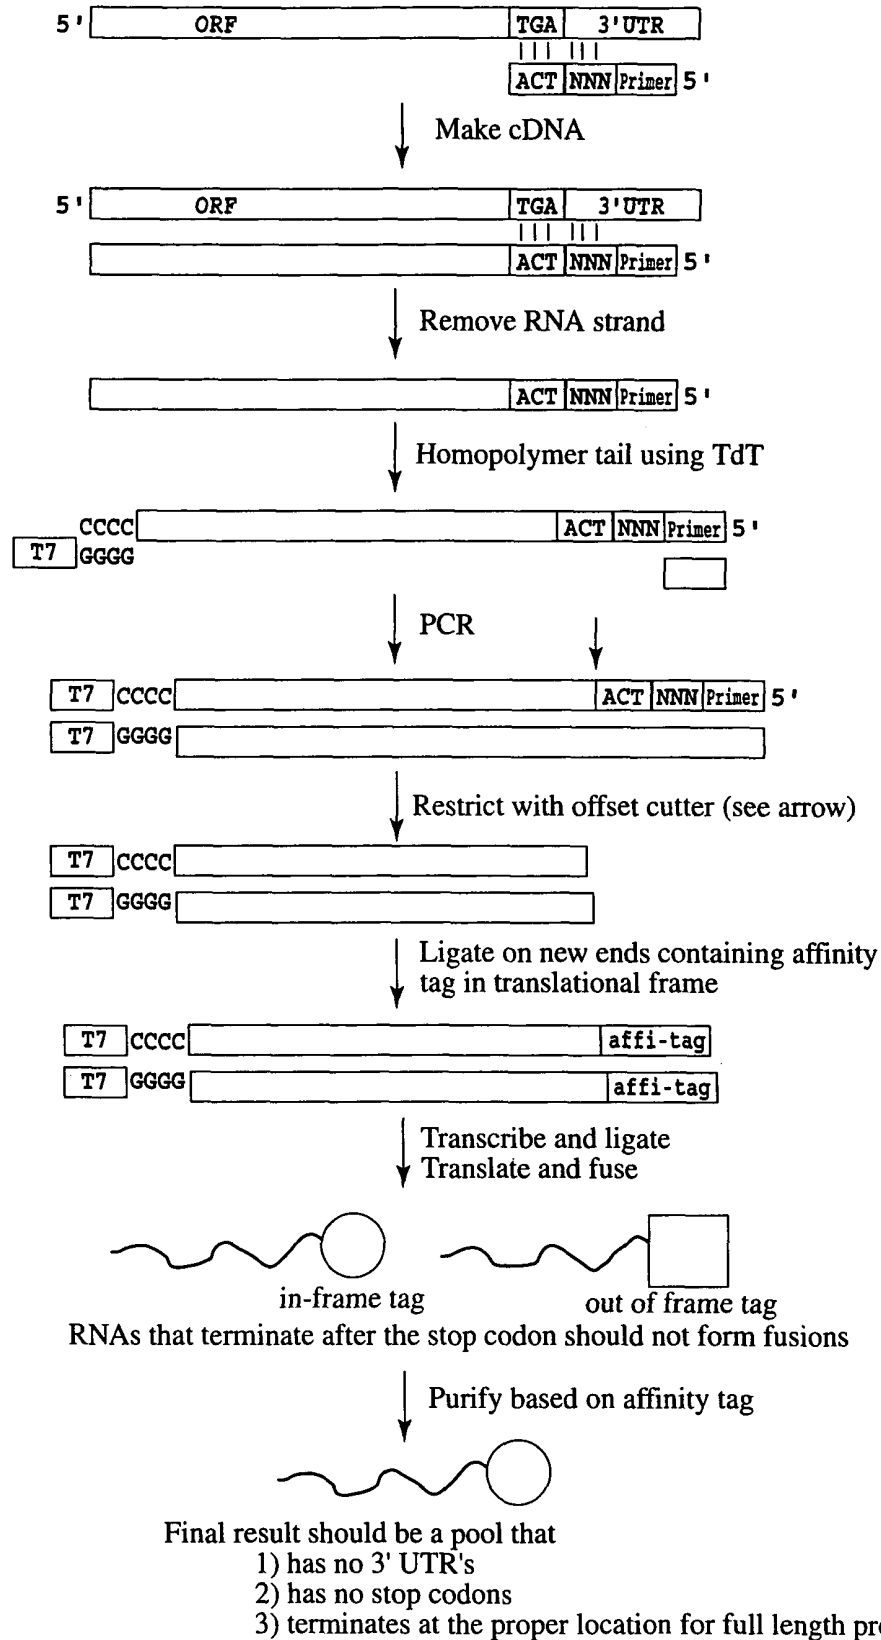 5' ORF TGA 3'UTR
ACT NNN Primer 5'
Make cDNA
5' ORF TGA 3'UTR
ACT NNN Primer 5'
Remove RNA strand
ACT NNN Primer 5'
Homopolymer tail using TdT
CCCC ACT NNN Primer 5'
T7 GGGG
PCR
T7 CCCC ACT NNN Primer 5'
T7 GGGG
Restrict with offset cutter (see arrow)
T7 CCCC
T7 GGGG
Ligate on new ends containing affinity
tag in translational frame
T7 CCCC affi-tag
T7 GGGG affi-tag
Transcribe and ligate
Translate and fuse
in-frame tag out of frame tag
RNAs that terminate after the stop codon should not form fusions
Purify based on affinity tag
Final result should be a pool that
1) has no 3' UTR's
2) has no stop codons
3) terminates at the proper location for full length